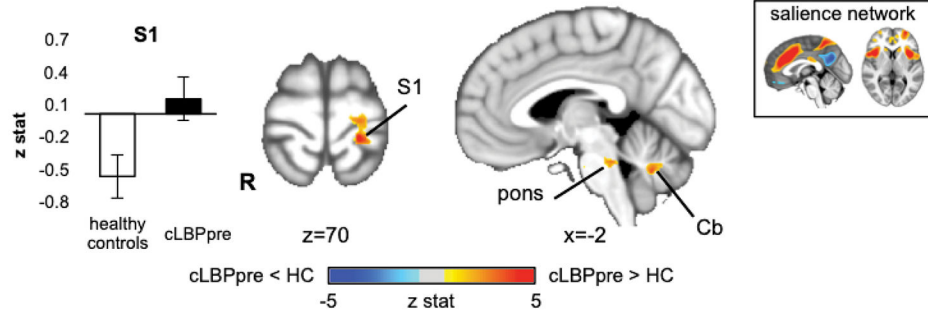 S1
z stat
0.7
0.4
0.1
-0.2
-0.5
-0.8
healthy
controls
cLBPpre
R
S1
z=70
pons
Cb
x=-2
salience network
cLBPpre < HC
cLBPpre > HC
-5
z stat
5